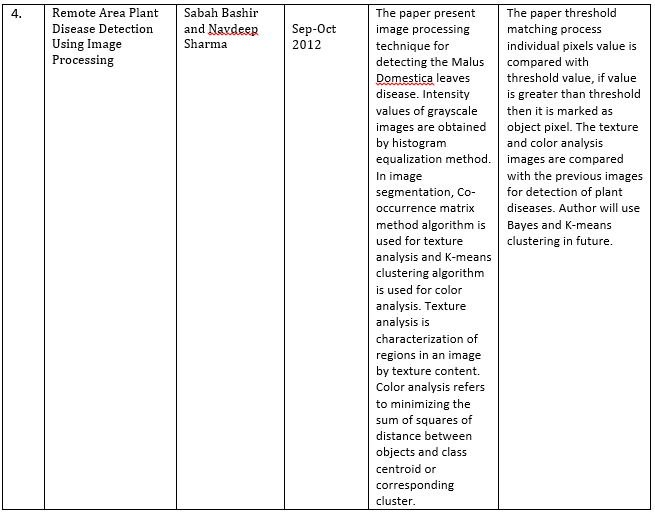 4.
Remote Area Plant
Disease Detection
Using Image
Processing
Sabah Bashir
and Navdeep
Sharma
Sep-Oct
2012
The paper present
image processing
technique for
detecting the Malus
Domestica leaves
disease. Intensity
values of grayscale
images are obtained
by histogram
equalization method.
In image
segmentation, Co-
occurrence matrix
method algorithm is
used for texture
analysis and K-means
clustering algorithm
is used for color
analysis. Texture
analysis is
characterization of
regions in an image
by texture content.
Color analysis refers
to minimizing the
sum of squares of
distance between
objects and class
centroid or
corresponding
cluster.
The paper threshold
matching process
individual pixels value is
compared with
threshold value, if value
is greater than threshold
then it is marked as
object pixel. The texture
and color analysis
images are compared
with the previous images
for detection of plant
diseases. Author will use
Bayes and K-means
clustering in future.